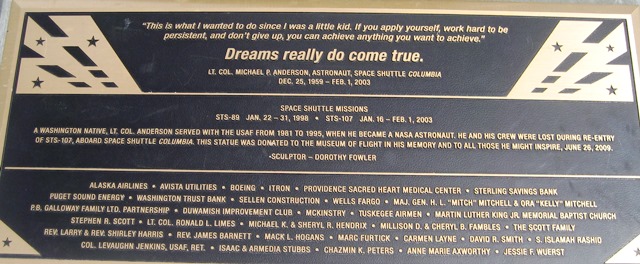 "This is what I wanted to do since I was a little kid. If you apply yourself, work hard to be
persistent, and don't give up, you can achieve anything you want to achieve."
Dreams really do come true.
LT. COL. MICHAEL P. ANDERSON, ASTRONAUT, SPACE SHUTTLE COLUMBIA
DEC. 25, 1959 – FEB. 1, 2003
SPACE SHUTTLE MISSIONS
STS-89 JAN. 22 – 31, 1998 • STS-107 JAN. 16 – FEB. 1, 2003
A WASHINGTON NATIVE, LT. COL. ANDERSON SERVED WITH THE USAF FROM 1981 TO 1995, WHEN HE BECAME A NASA ASTRONAUT. HE AND HIS CREW WERE LOST DURING RE-ENTRY
OF STS-107, ABOARD SPACE SHUTTLE COLUMBIA. THIS STATUE WAS DONATED TO THE MUSEUM OF FLIGHT IN HIS MEMORY AND TO ALL THOSE HE MIGHT INSPIRE, JUNE 26, 2009.
-SCULPTOR – DOROTHY FOWLER
ALASKA AIRLINES • AVISTA UTILITIES • BOEING • ITRON • PROVIDENCE SACRED HEART MEDICAL CENTER • STERLING SAVINGS BANK
PUGET SOUND ENERGY • WASHINGTON TRUST BANK • SELLEN CONSTRUCTION • WELLS FARGO • MAJ. GEN. H. L. "MITCH" MITCHELL & ORA "KELLY" MITCHELL
P.B. GALLOWAY FAMILY LTD. PARTNERSHIP • DUWAMISH IMPROVEMENT CLUB • MCKINSTRY • TUSKEGEE AIRMEN • MARTIN LUTHER KING JR. MEMORIAL BAPTIST CHURCH
STEPHEN R. SCOTT • LT. COL. RONALD L. LIMES • MICHAEL K. & SHERYL R. HENDRIX • MILLISON D. & CHERYL B. FAMBLES • THE SCOTT FAMILY
REV. LARRY & REV. SHIRLEY HARRIS • REV. JAMES BARNETT • MACK L. HOGANS • MARC FURTICK • CARMEN LAYNE • DAVID R. SMITH • S. ISLAMAH RASHID
COL. LEVAUGHN JENKINS, USAF, RET. • ISAAC & ARMEDIA STUBBS • CHAZMIN K. PETERS • ANNE MARIE AXWORTHY • JESSIE F. WUERST